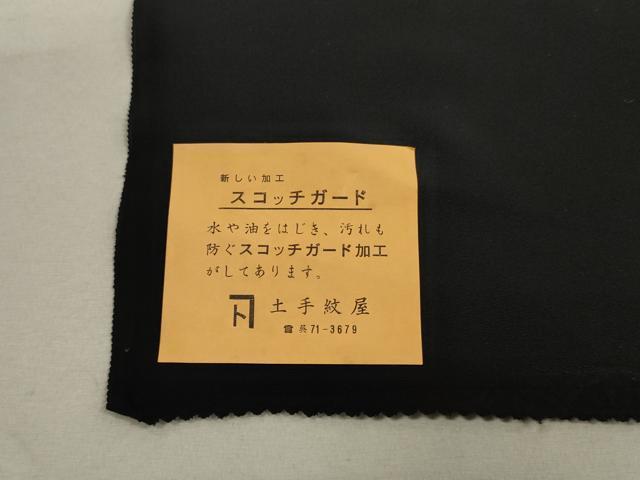 新しい加工
スコッチガード
水や油をはじき、汚れも
防ぐスコッチガード加工
がしてあります。
土手紋屋
☎呉71-3679